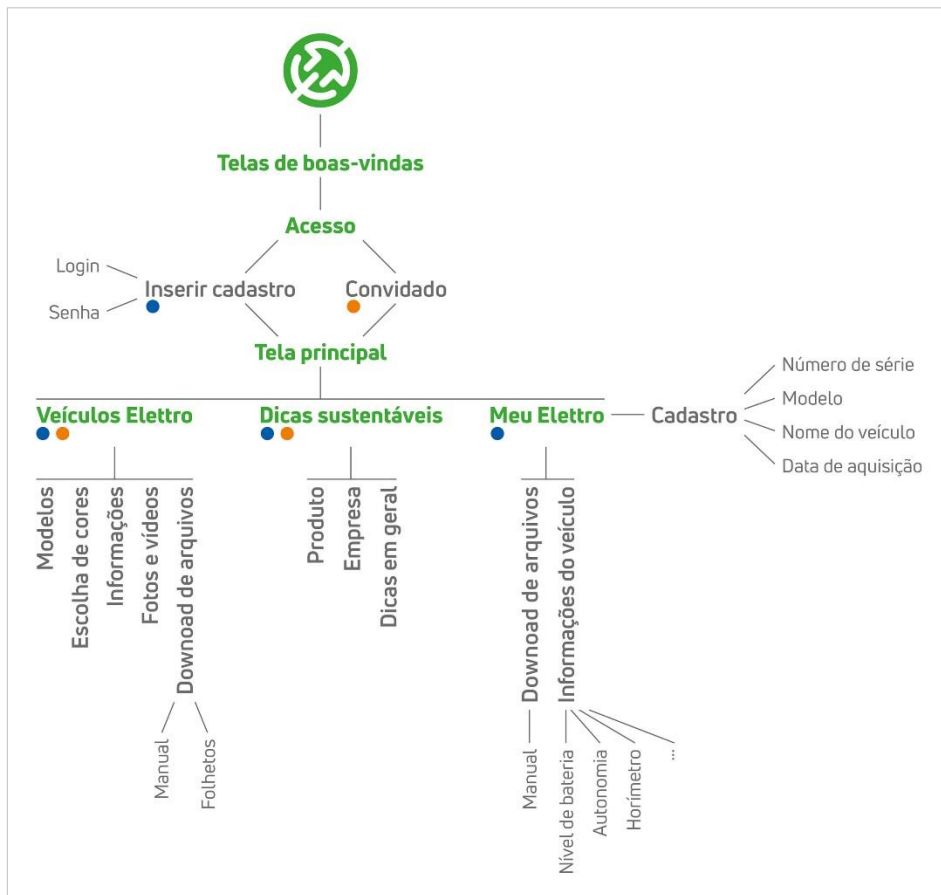 Telas de boas-vindas
Acesso
Login
Senha
Inserir cadastro
Convidado
Tela principal
Veículos Elettro
Dicas sustentáveis
Meu Elettro
Cadastro
Número de série
Modelo
Nome do veículo
Data de aquisição
Modelos
Escolha de cores
Informações
Fotos e vídeos
Downoad de arquivos
Manual
Folhetos
Produto
Empresa
Dicas em geral
Downoad de arquivos
Informações do veículo
Manual
Nível de bateria
Autonomia
Horímetro
...